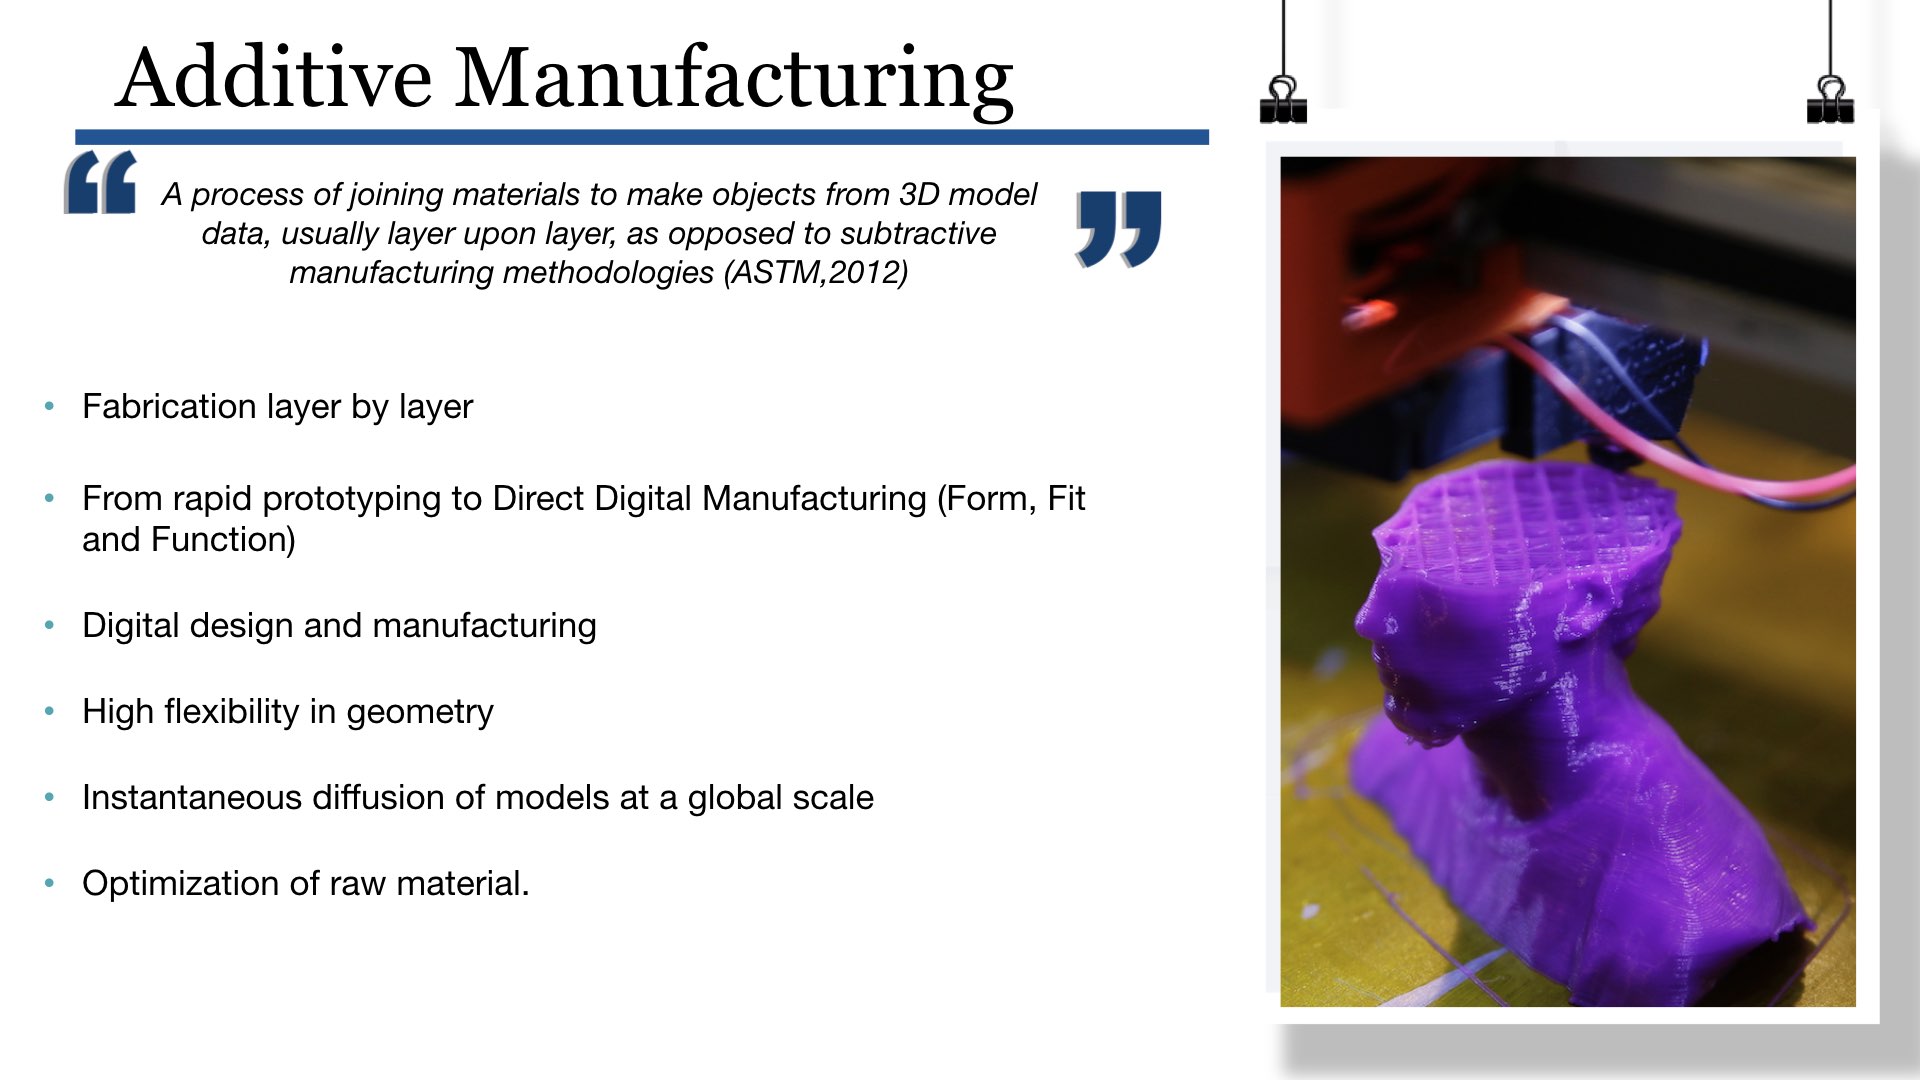 Additive Manufacturing
“
A process of joining materials to make objects from 3D model
data, usually layer upon layer, as opposed to subtractive
manufacturing methodologies (ASTM,2012)
”
• Fabrication layer by layer
• From rapid prototyping to Direct Digital Manufacturing (Form, Fit
and Function)
• Digital design and manufacturing
• High flexibility in geometry
• Instantaneous diffusion of models at a global scale
• Optimization of raw material.